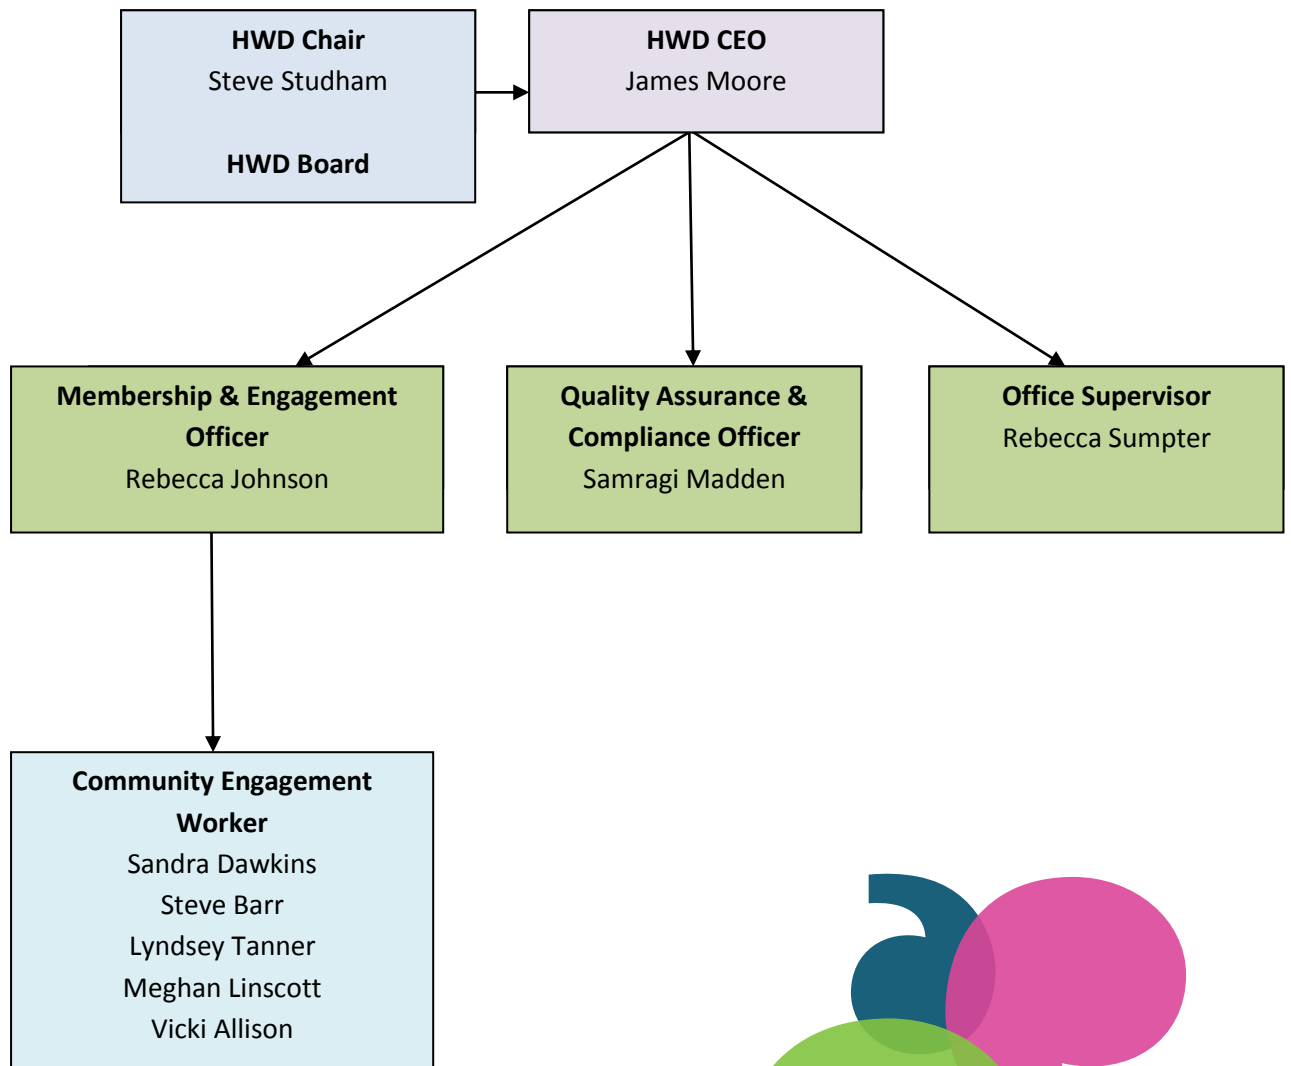 HWD Chair
Steve Studham
HWD Board
HWD CEO
James Moore
Membership & Engagement
Officer
Rebecca Johnson
Quality Assurance &
Compliance Officer
Samragi Madden
Office Supervisor
Rebecca Sumpter
Community Engagement
Worker
Sandra Dawkins
Steve Barr
Lyndsey Tanner
Meghan Linscott
Vicki Allison